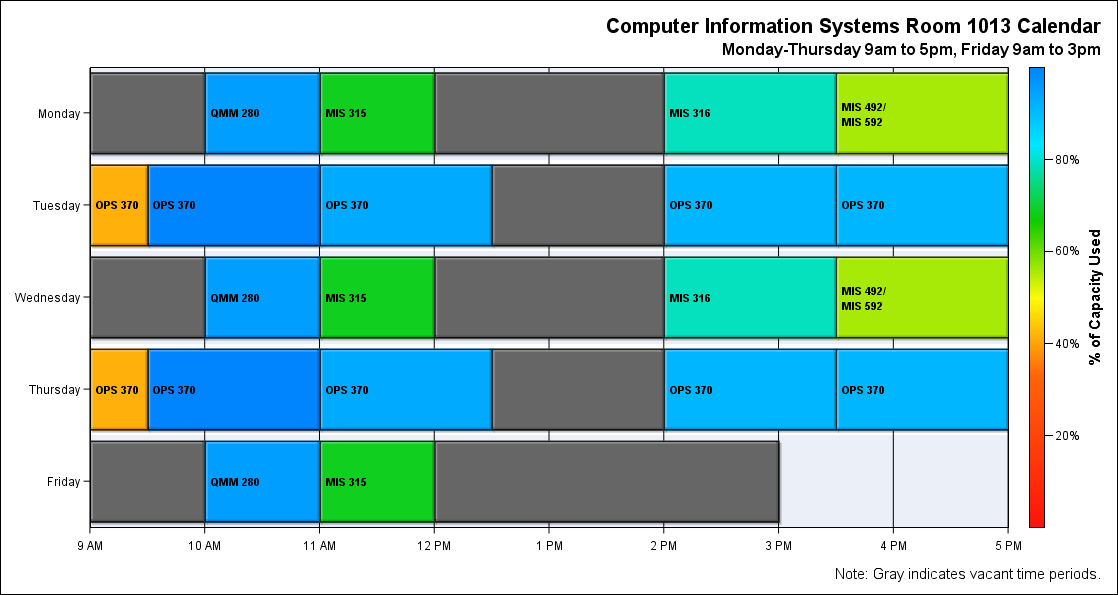 Computer Information Systems Room 1013 Calendar
Monday-Thursday 9am to 5pm, Friday 9am to 3pm
Monday
QMM 280
MIS 315
MIS 316
MIS 492/
MIS 592
Tuesday
OPS 370
OPS 370
OPS 370
OPS 370
OPS 370
Wednesday
QMM 280
MIS 315
MIS 316
MIS 492/
MIS 592
Thursday
OPS 370
OPS 370
OPS 370
OPS 370
OPS 370
Friday
QMM 280
MIS 315
9 AM
10 AM
11 AM
12 PM
1 PM
2 PM
3 PM
4 PM
5 PM
80%
60%
40%
20%
% of Capacity Used
Note: Gray indicates vacant time periods.